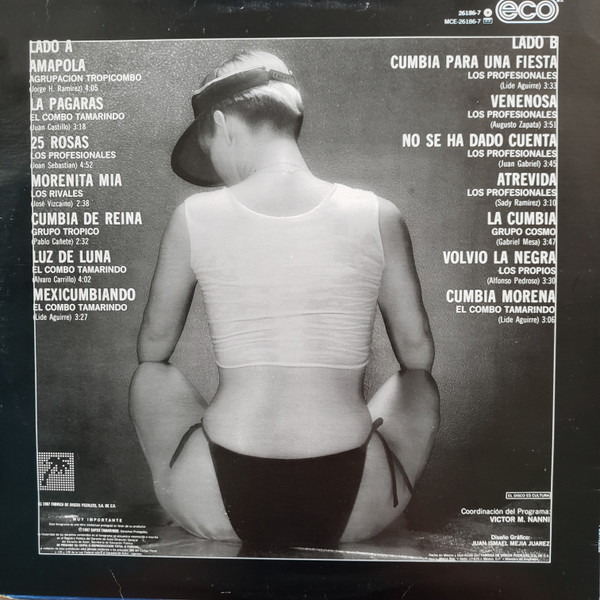 26186-7
MCE-26186-7
eco
LADO A
AMAPOLA
AGRUPACION TROPICOMBO
(Jorge H. Ramírez) 4:05
LA PAGARAS
EL COMBO TAMARINDO
(Juan Castillo) 3:18
25 ROSAS
LOS PROFESIONALES
(Joan Sebastian) 4:52
MORENITA MIA
LOS RIVALES
(José Vizcaino) 2:38
CUMBIA DE REINA
GRUPO TROPICO
(Pablo Cañete) 2:32
LUZ DE LUNA
EL COMBO TAMARINDO
(Alvaro Carrillo) 4:02
MEXICUMBIANDO
EL COMBO TAMARINDO
(Lide Aguirre) 3:27
LADO B
CUMBIA PARA UNA FIESTA
LOS PROFESIONALES
(Lide Aguirre) 3:33
VENENOSA
LOS PROFESIONALES
(Augusto Zapata) 3:51
NO SE HA DADO CUENTA
LOS PROFESIONALES
(Juan Gabriel) 3:45
ATREVIDA
LOS PROFESIONALES
(Sady Ramírez) 3:10
LA CUMBIA
GRUPO COSMO
(Gabriel Mesa) 3:47
VOLVIO LA NEGRA
LOS PROPIOS
(Alfonso Pedroso) 3:30
CUMBIA MORENA
EL COMBO TAMARINDO
(Lide Aguirre) 3:06
MUY IMPORTANTE
EL DISCO ES CULTURA
Coordinación del Programa:
VICTOR M. NANNI
Diseño Gráfico:
JUAN ISMAEL MEJIA JUAREZ